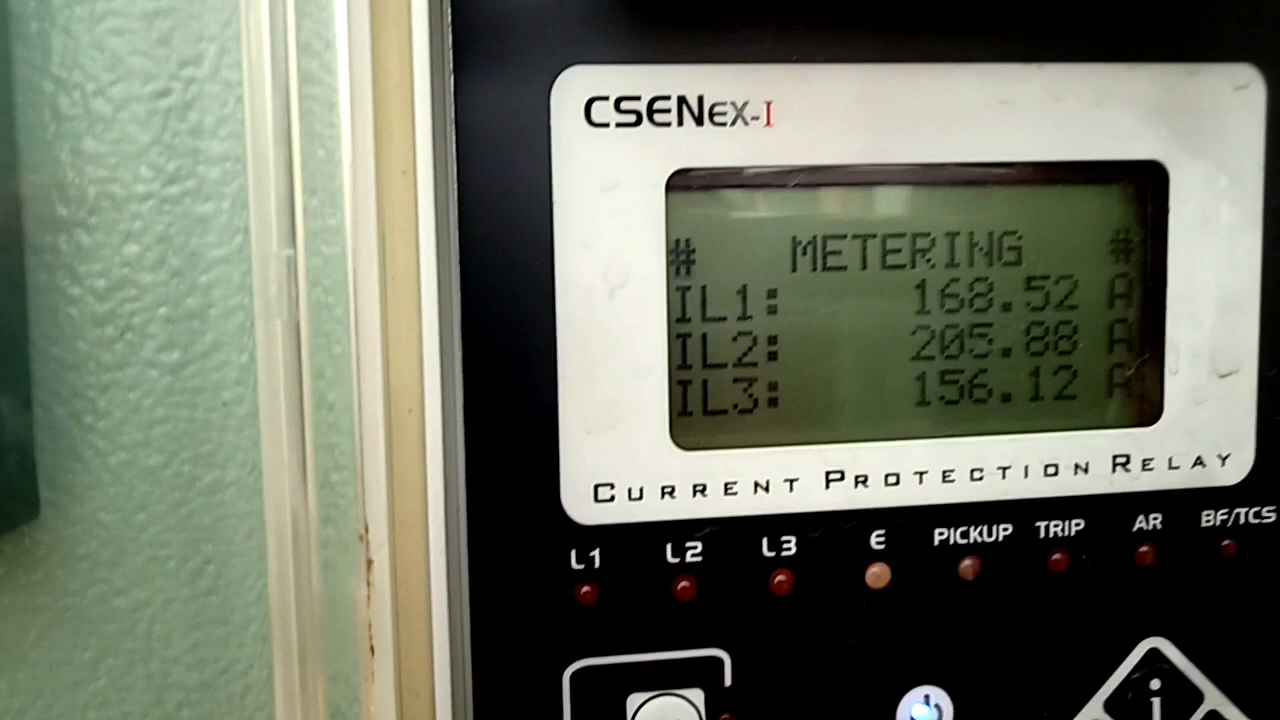 CSENEX-I
# METERING #
IL1: 168.52 A
IL2: 205.88 A
IL3: 156.12 A
CURRENT PROTECTION RELAY
L1 L2 L3 E PICKUP TRIP AR BF/TCS
i